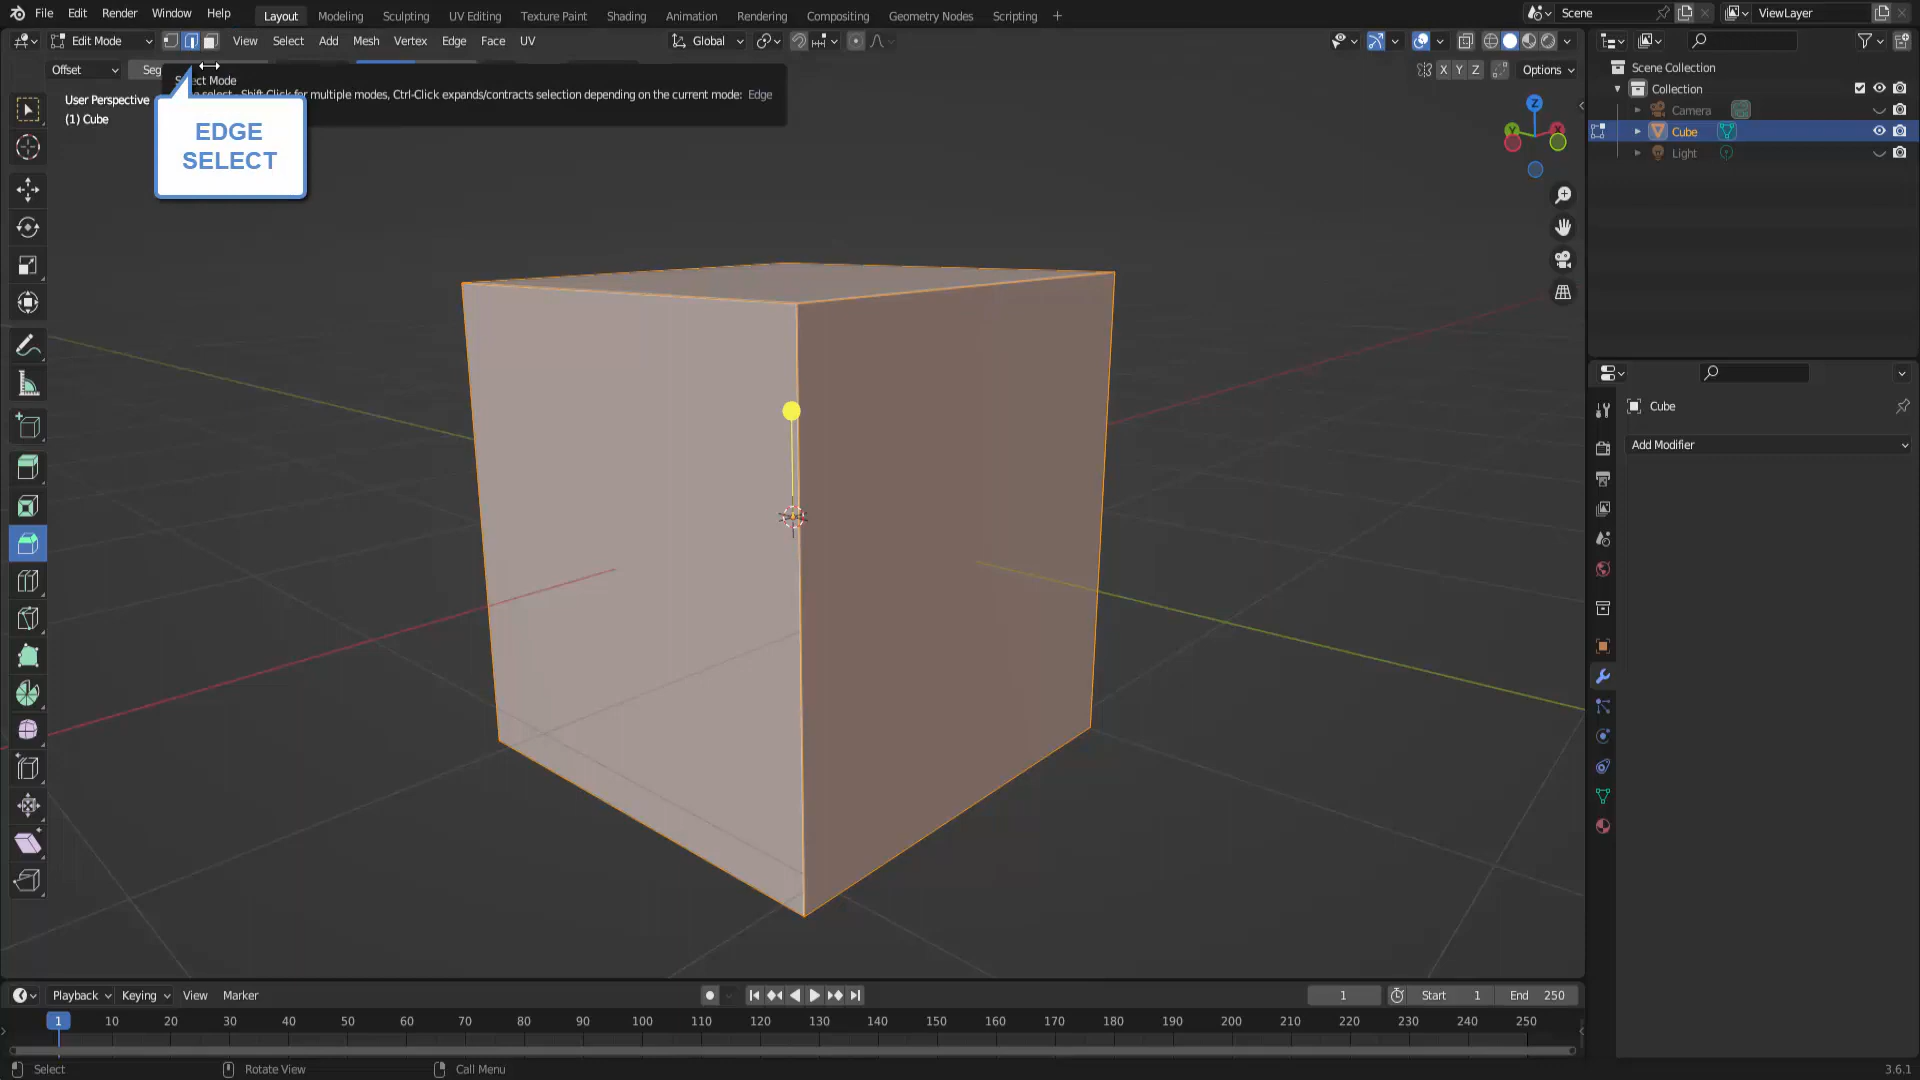 File Edit Render Window Help Layout Modeling Sculpting UV Editing Texture Paint Shading Animation Rendering Compositing Geometry Nodes Scripting + Scene ViewLayer
Edit Mode View Select Add Mesh Vertex Edge Face UV Global
Offset Seg X Y Z Options
Mode
Shift-Click for multiple modes, Ctrl-Click expands/contracts selection depending on the current mode: Edge
User Perspective
(1) Cube
EDGE
SELECT
Z
Y
X
Scene Collection
Collection
Camera
Cube
Light
Cube
Add Modifier
Playback Keying View Marker 1 Start 1 End 250
1 10 20 30 40 50 60 70 80 90 100 110 120 130 140 150 160 170 180 190 200 210 220 230 240 250
Select Rotate View Call Menu 3.6.1